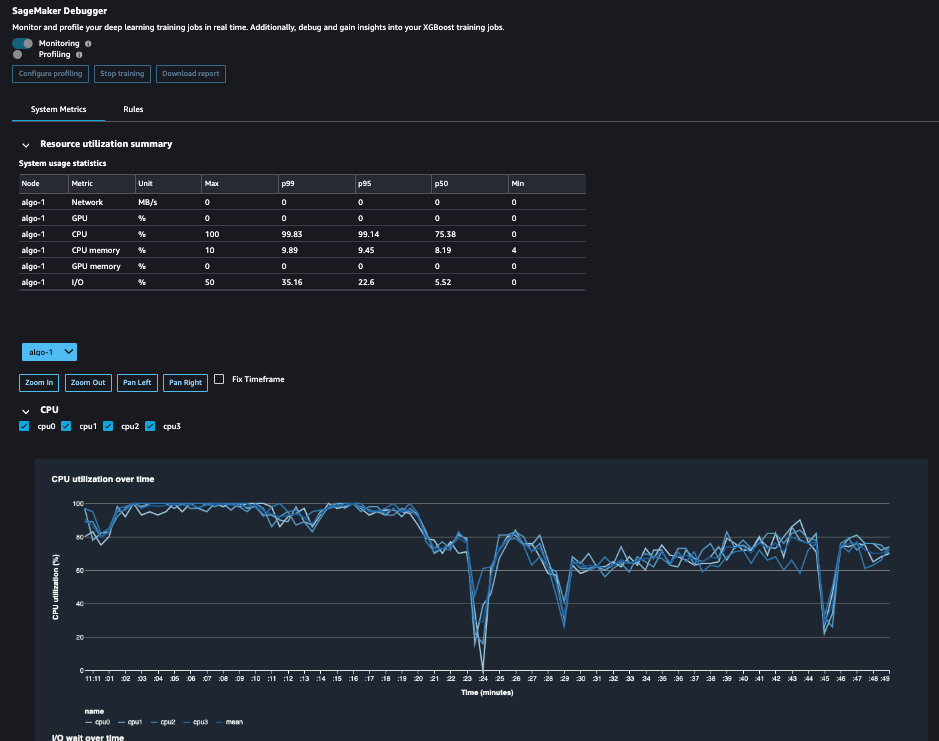 SageMaker Debugger
Monitor and profile your deep learning training jobs in real time. Additionally, debug and gain insights into your XGBoost training jobs.
Monitoring
Profiling
Configure profiling Stop training Download report
System Metrics Rules
Resource utilization summary
System usage statistics
Node Metric Unit Max p99 p95 p50 Min
algo-1 Network MB/s 0 0 0 0 0
algo-1 GPU % 0 0 0 0 0
algo-1 CPU % 100 99.83 99.14 75.38 0
algo-1 CPU memory % 10 9.89 9.45 8.19 4
algo-1 GPU memory % 0 0 0 0 0
algo-1 I/O % 50 35.16 22.6 5.52 0
algo-1
Zoom In Zoom Out Pan Left Pan Right Fix Timeframe
CPU
cpu0 cpu1 cpu2 cpu3
CPU utilization over time
100
80
60
40
20
0
CPU utilization (%)
11:11 :01 :02 :03 :04 :05 :06 :07 :08 :09 :10 :11 :12 :13 :14 :15 :16 :17 :18 :19 :20 :21 :22 :23 :24 :25 :26 :27 :28 :29 :30 :31 :32 :33 :34 :35 :36 :37 :38 :39 :40 :41 :42 :43 :44 :45 :46 :47 :48 :49
Time (minutes)
name
cpu0 cpu1 cpu2 cpu3 mean
I/O wait over time